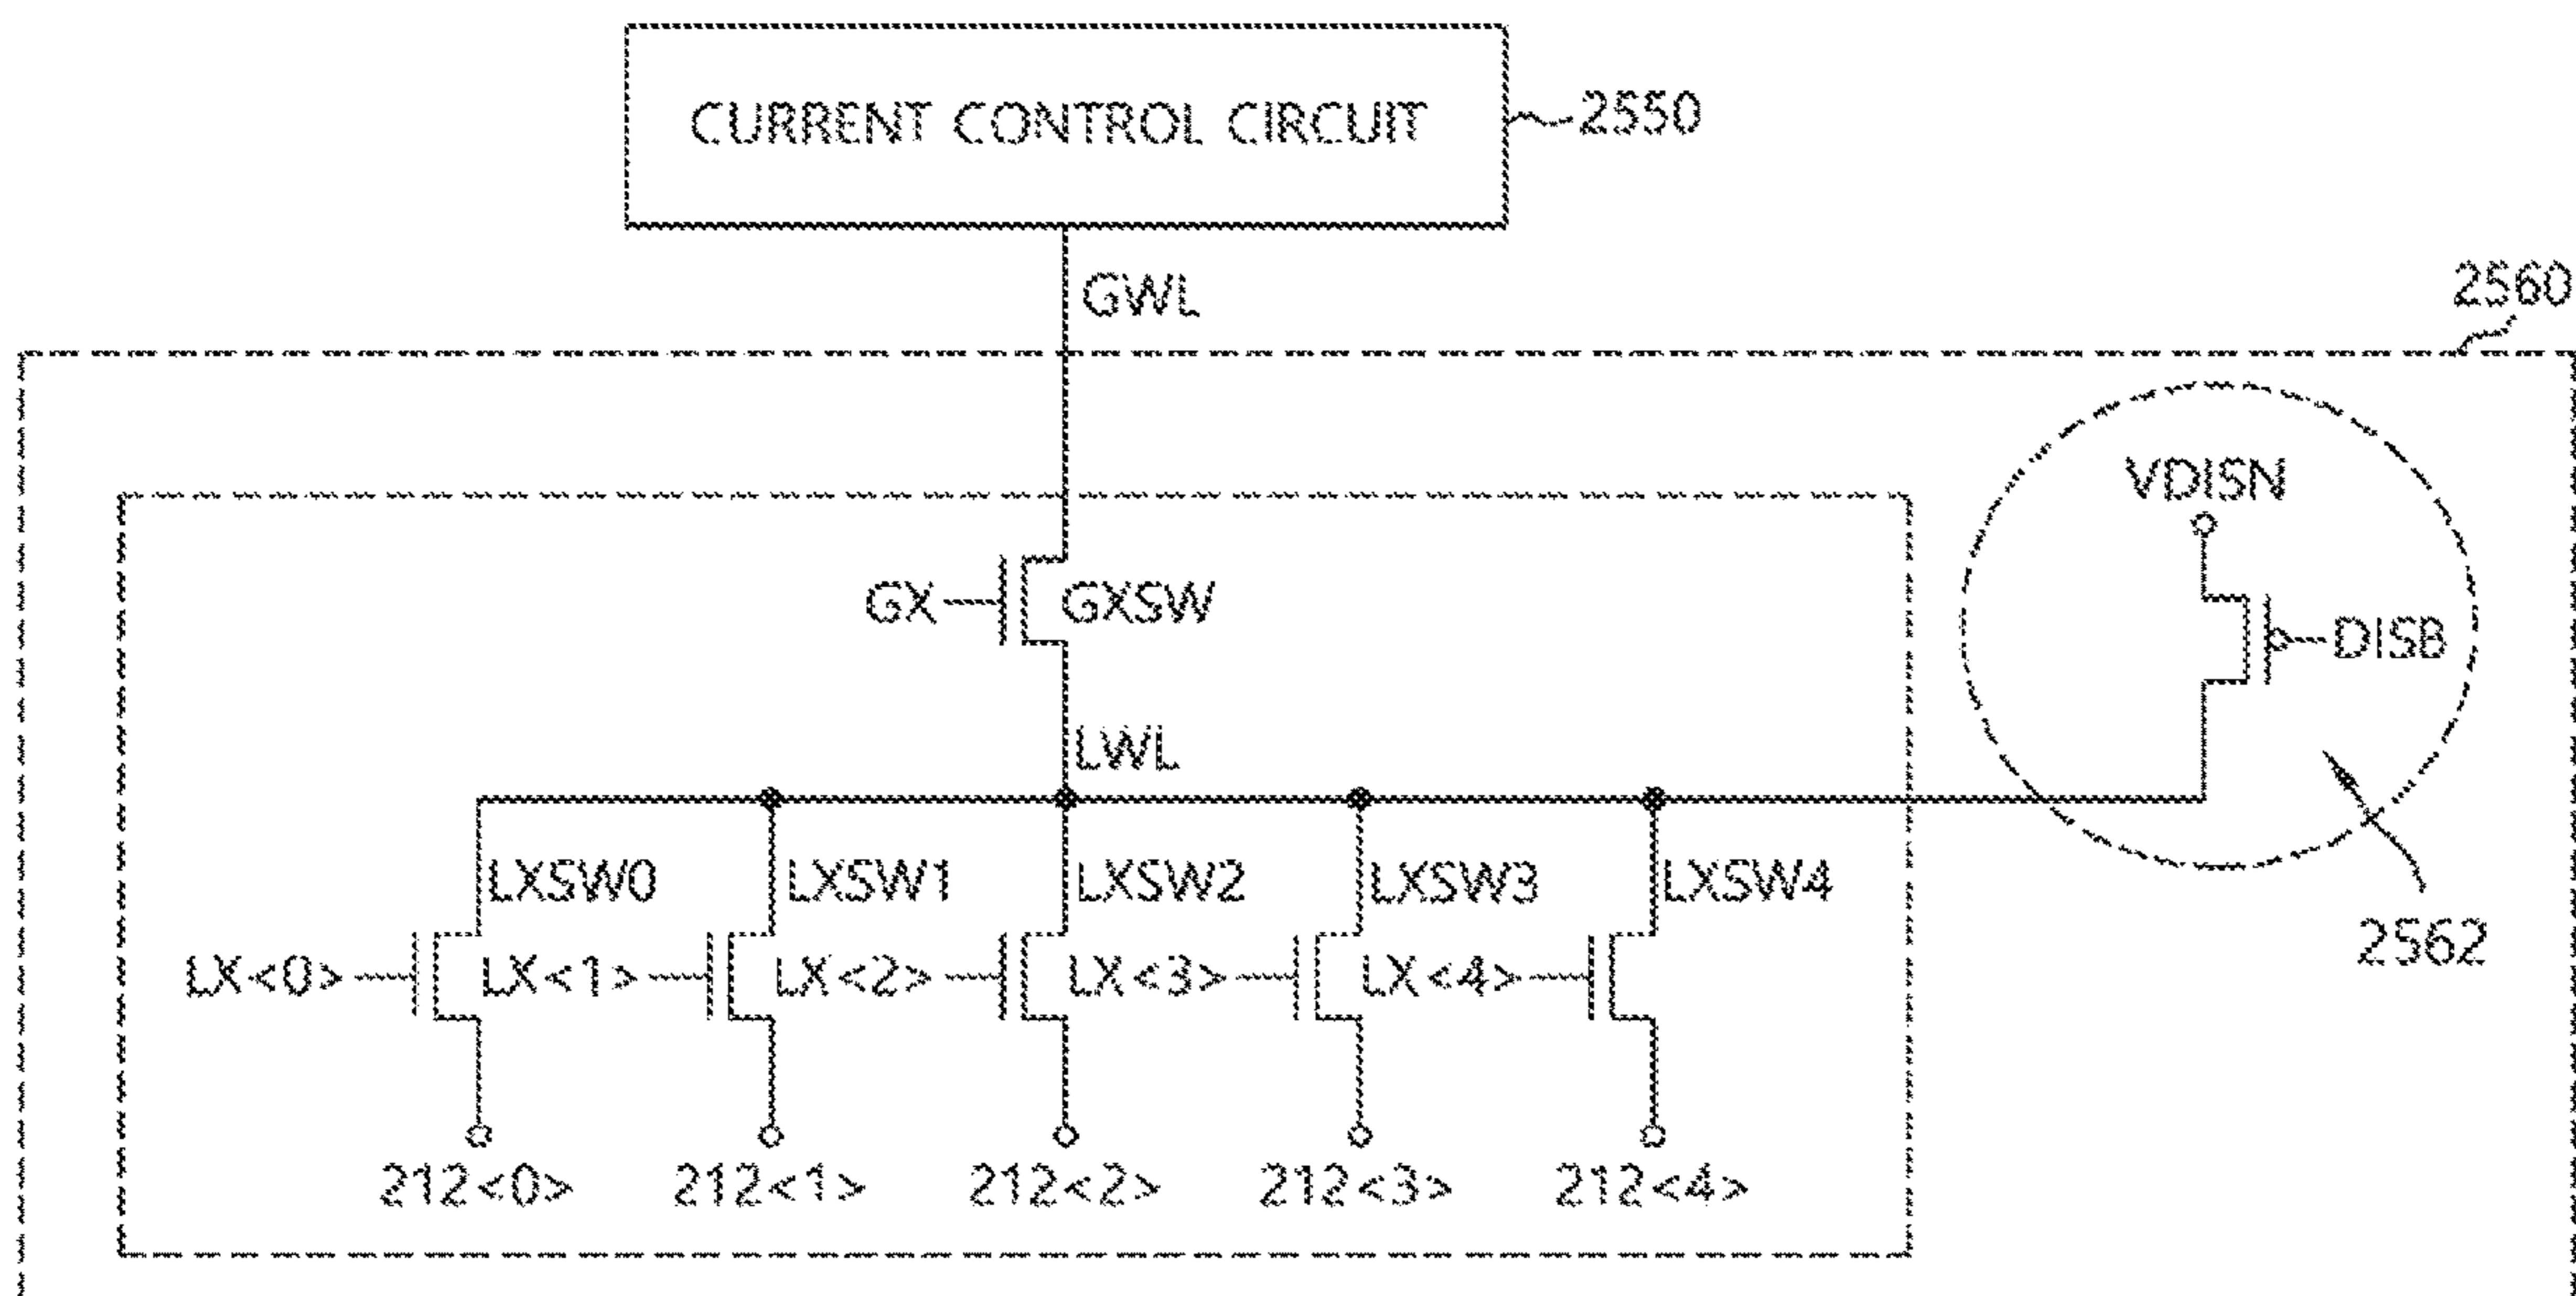 CURRENT CONTROL CIRCUIT
2550
GWL
2560
VDISN
GX
GXSW
DISB
LWL
LXSW0
LXSW1
LXSW2
LXSW3
LXSW4
2562
LX<0>
LX<1>
LX<2>
LX<3>
LX<4>
212<0>
212<1>
212<2>
212<3>
212<4>